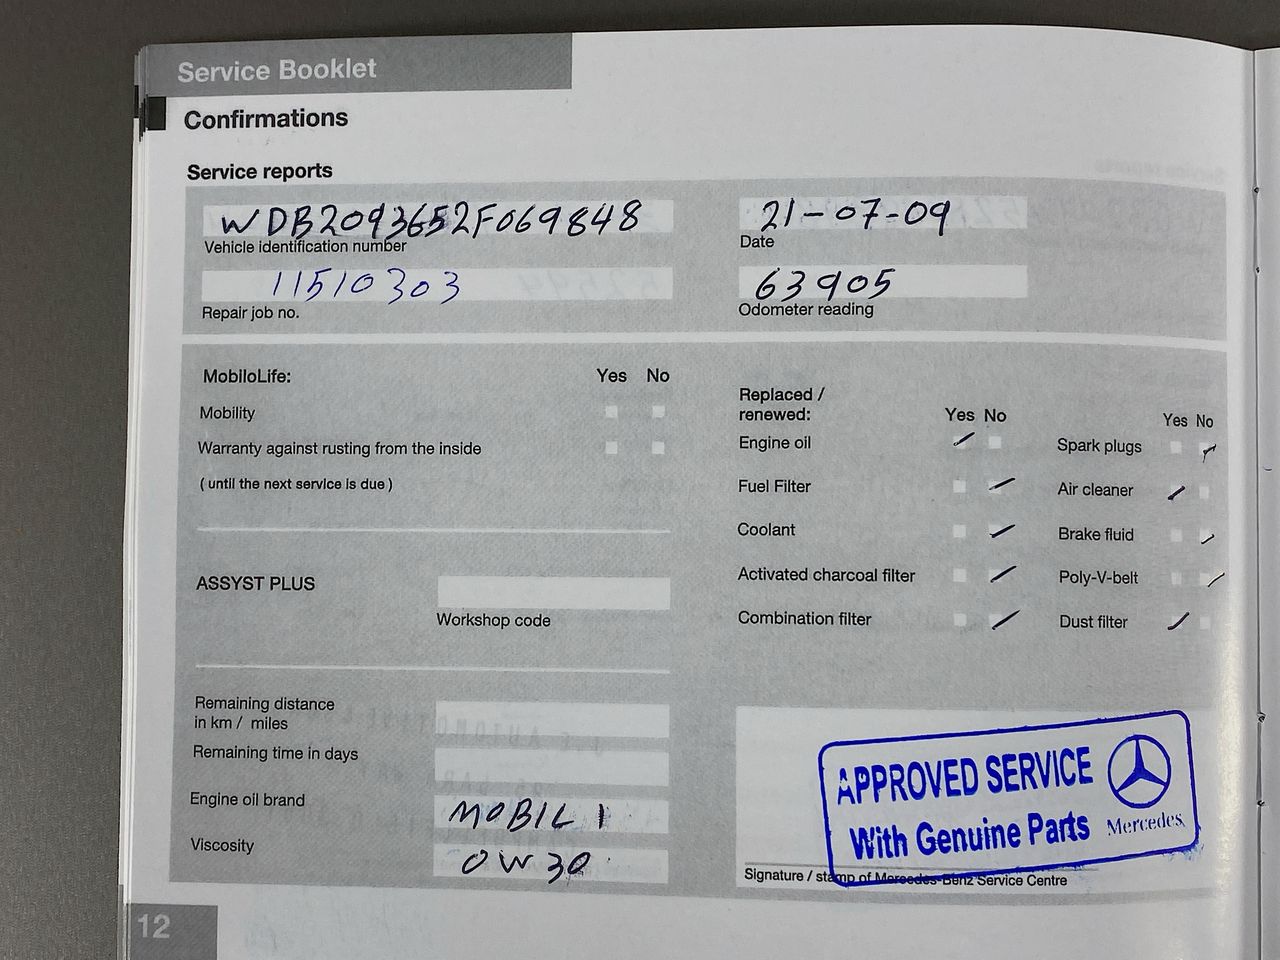 Service Booklet
Confirmations
Service reports
WDB2093652F069848 21-07-09
Vehicle identification number Date
11510303 63905
Repair job no. Odometer reading
MobiloLife: Yes No
Mobility
Warranty against rusting from the inside
( until the next service is due )
ASSYST PLUS
Workshop code
Remaining distance
in km / miles
Remaining time in days
Engine oil brand MOBIL 1
Viscosity 0W30
Replaced /
renewed: Yes No
Engine oil
Fuel Filter
Coolant
Activated charcoal filter
Combination filter
Yes No
Spark plugs
Air cleaner
Brake fluid
Poly-V-belt
Dust filter
APPROVED SERVICE
With Genuine Parts Mercedes
Signature / stamp of Mercedes-Benz Service Centre
12